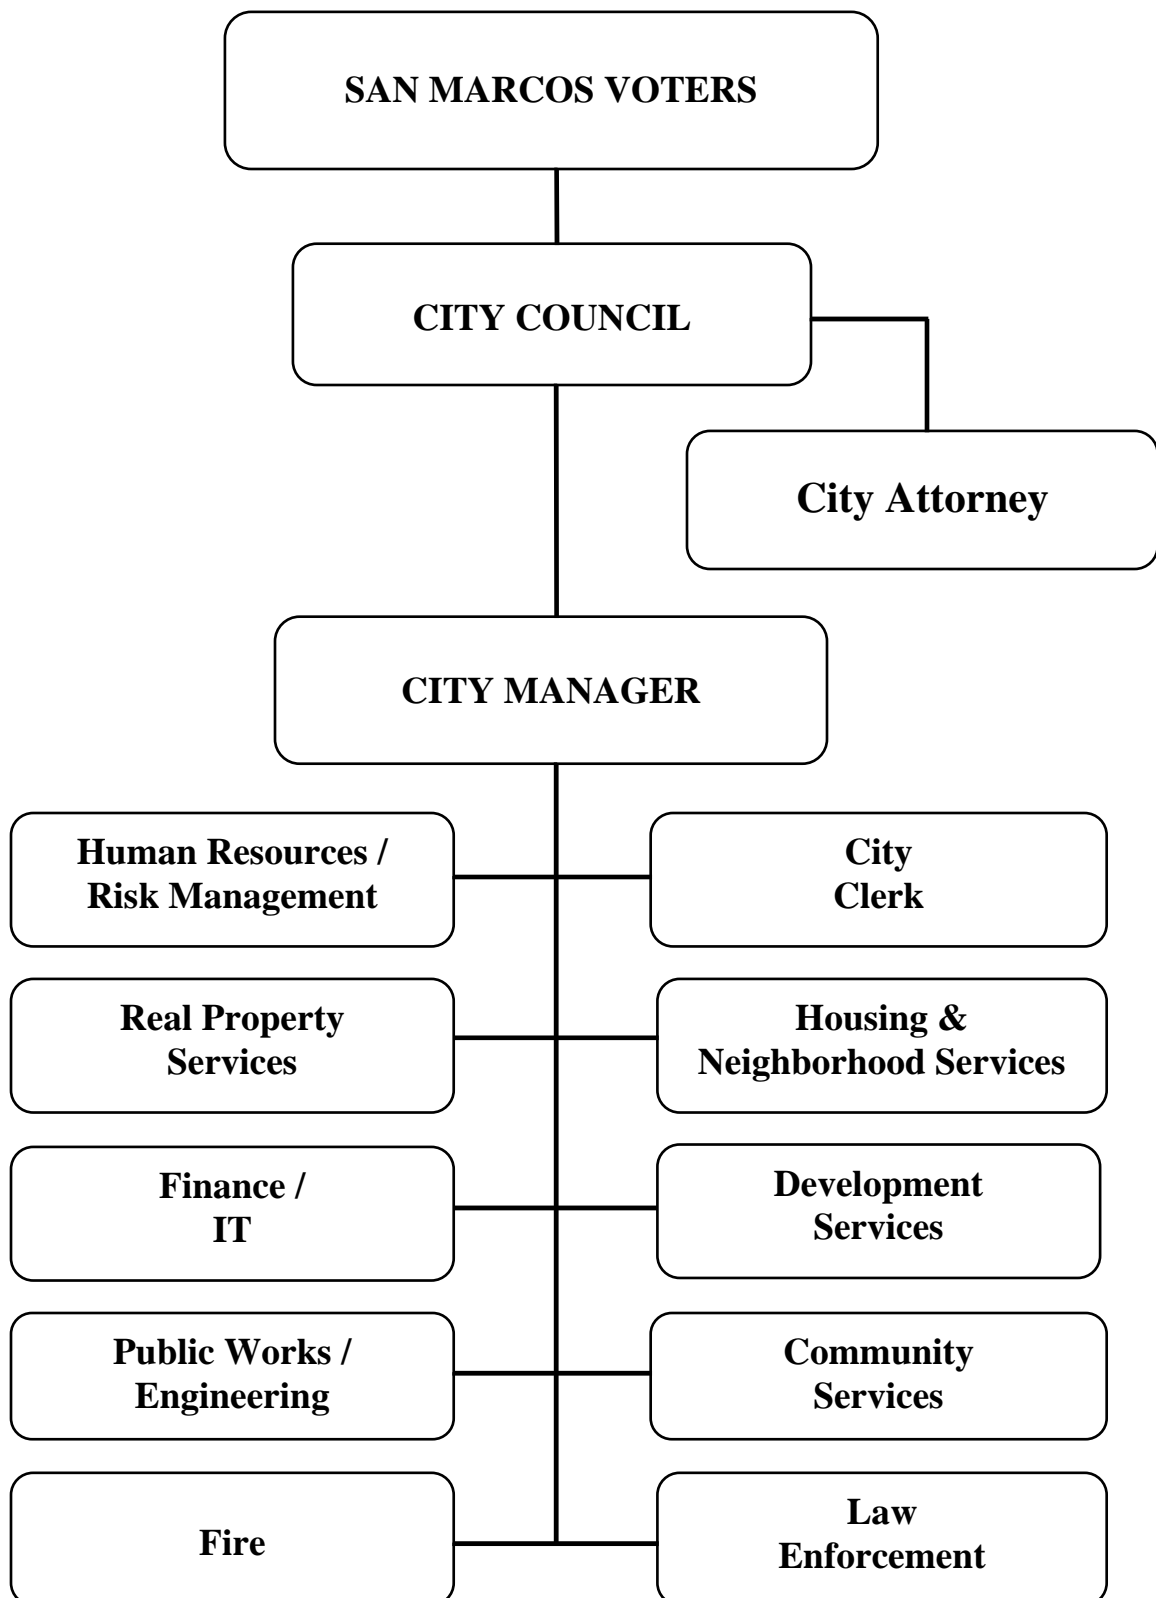 SAN MARCOS VOTERS
CITY COUNCIL
City Attorney
CITY MANAGER
Human Resources /
Risk Management
City
Clerk
Real Property
Services
Housing &
Neighborhood Services
Finance /
IT
Development
Services
Public Works /
Engineering
Community
Services
Fire
Law
Enforcement